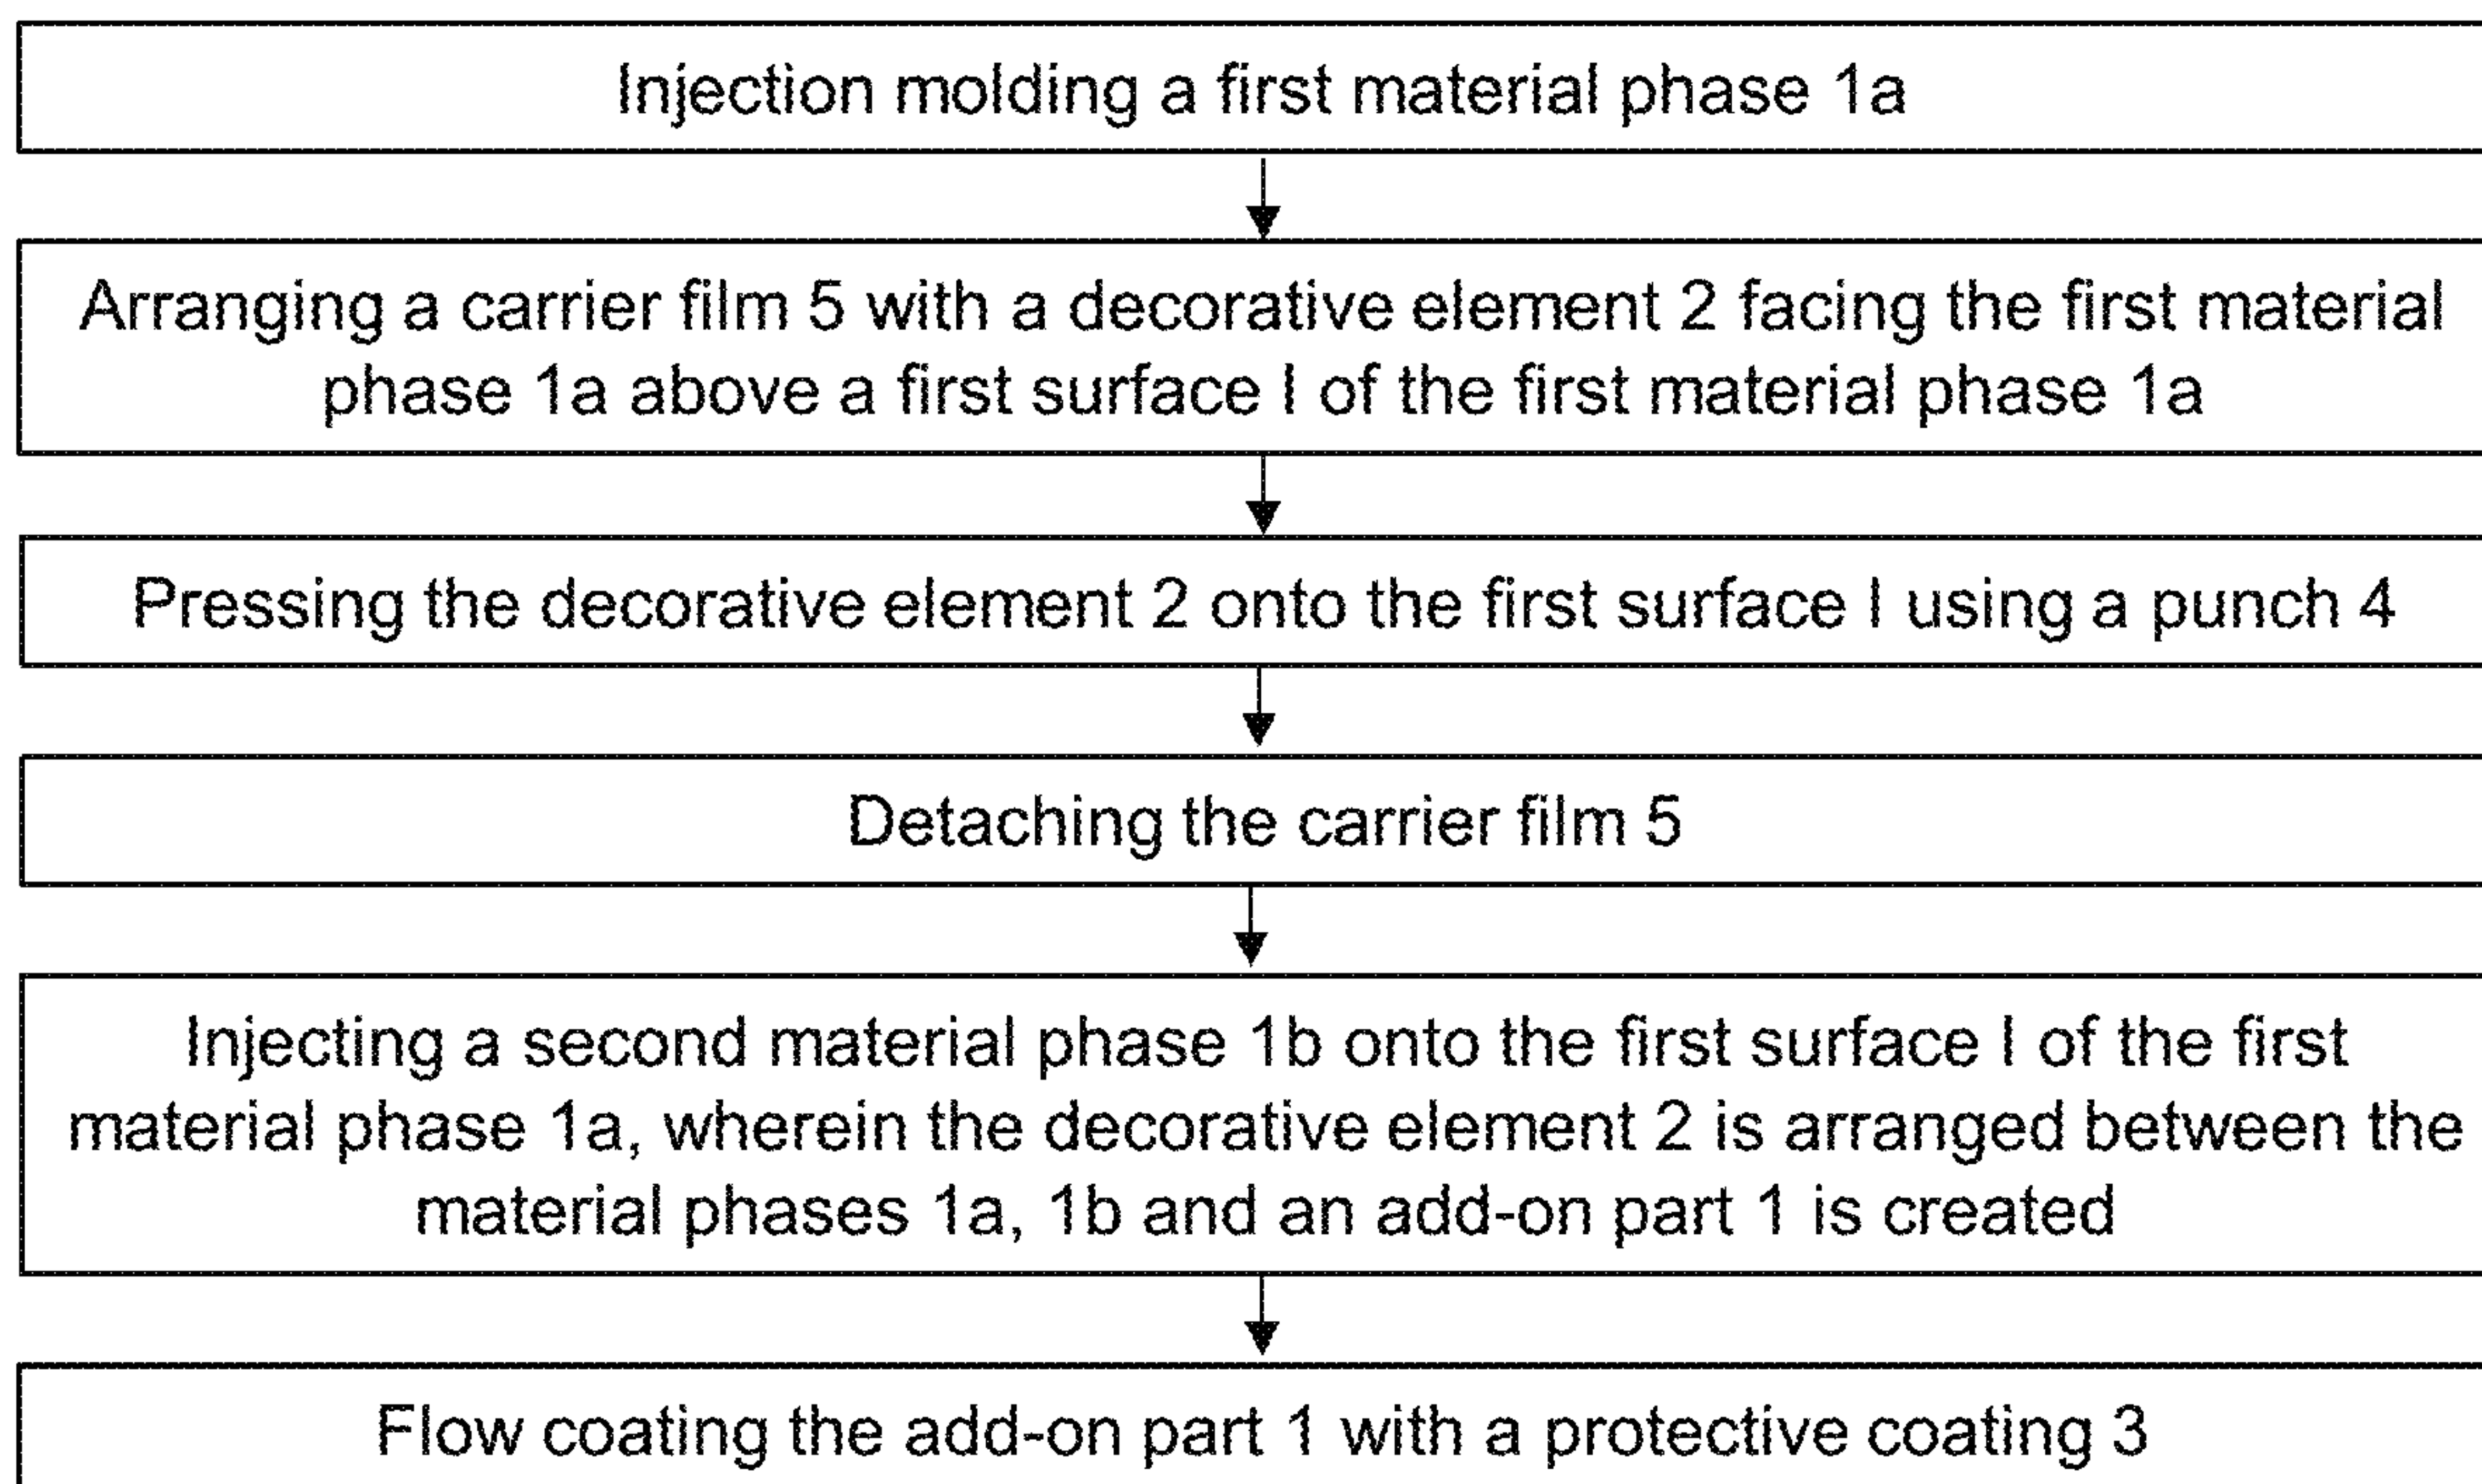 Injection molding a first material phase 1a
Arranging a carrier film 5 with a decorative element 2 facing the first material
phase 1a above a first surface I of the first material phase 1a
Pressing the decorative element 2 onto the first surface I using a punch 4
Detaching the carrier film 5
Injecting a second material phase 1b onto the first surface I of the first
material phase 1a, wherein the decorative element 2 is arranged between the
material phases 1a, 1b and an add-on part 1 is created
Flow coating the add-on part 1 with a protective coating 3